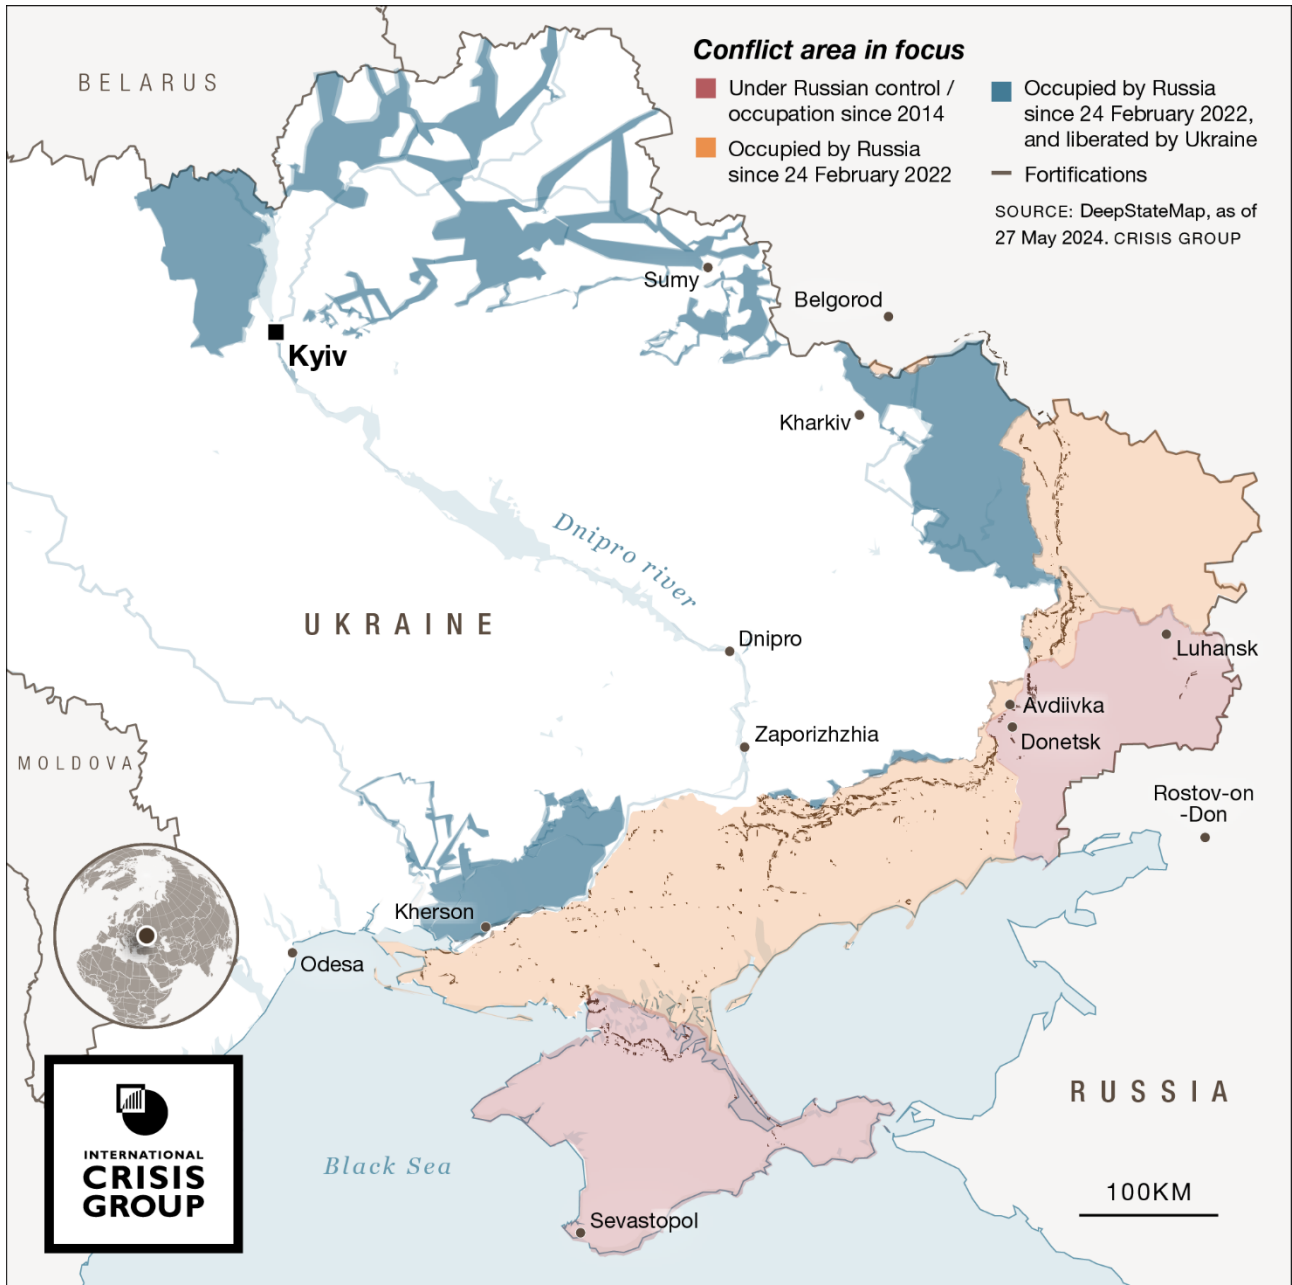 Conflict area in focus
Under Russian control /
occupation since 2014
Occupied by Russia
since 24 February 2022
Occupied by Russia
since 24 February 2022,
and liberated by Ukraine
Fortifications
SOURCE: DeepStateMap, as of
27 May 2024. CRISIS GROUP
BELARUS
Sumy
Belgorod
Kyiv
Kharkiv
Dnipro river
UKRAINE
Dnipro
Luhansk
Avdiivka
Donetsk
Zaporizhzhia
MOLDOVA
Rostov-on
-Don
Kherson
Odesa
RUSSIA
Black Sea
100KM
Sevastopol
INTERNATIONAL
CRISIS
GROUP